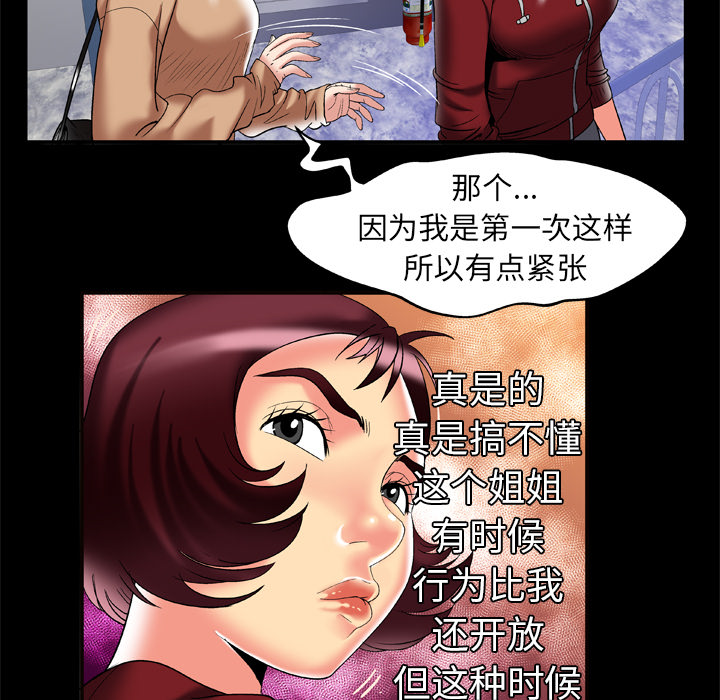 那个...
因为我是第一次这样
所以有点紧张
真是的
真是搞不懂
这个姐姐
有时候
行为比我
还开放
但这种时候